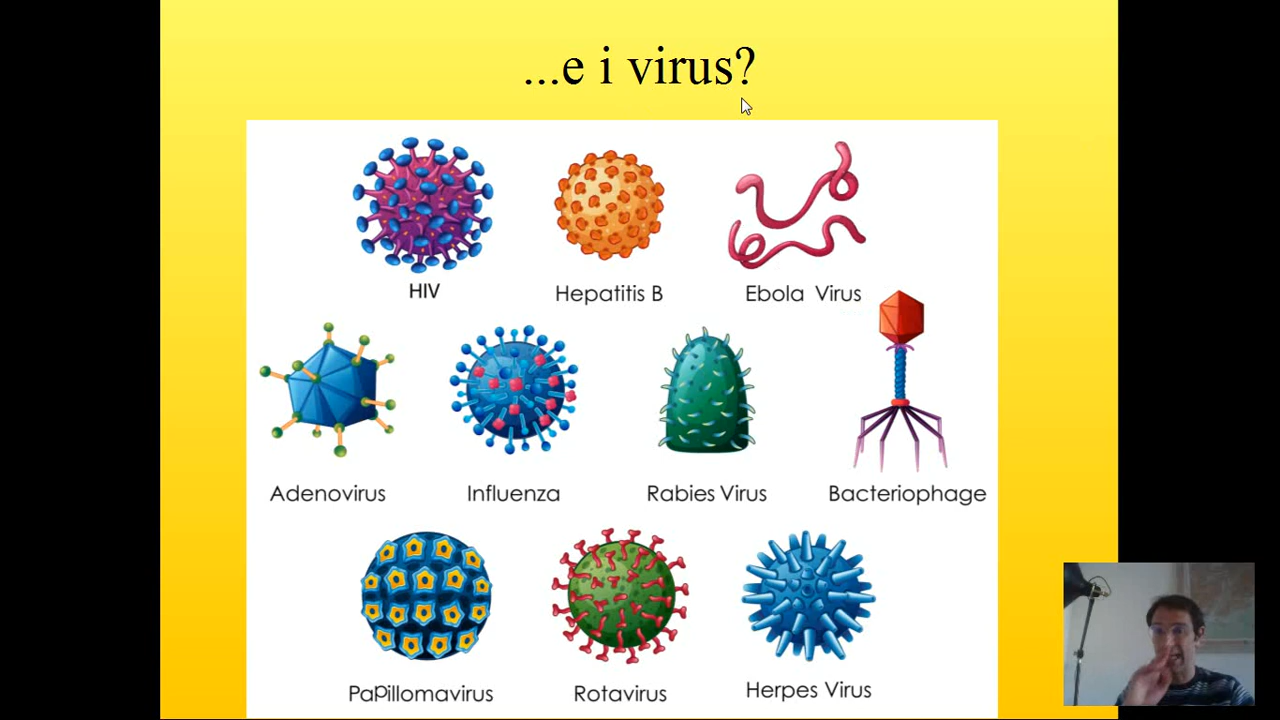 ...e i virus?
HIV
Hepatitis B
Ebola Virus
Adenovirus
Influenza
Rabies Virus
Bacteriophage
Papillomavirus
Rotavirus
Herpes Virus